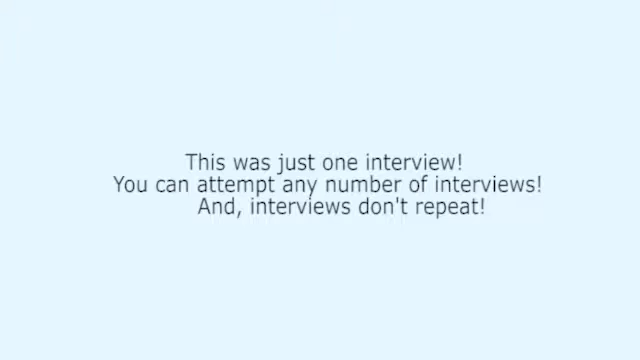 This was just one interview!
You can attempt any number of interviews!
And, interviews don't repeat!